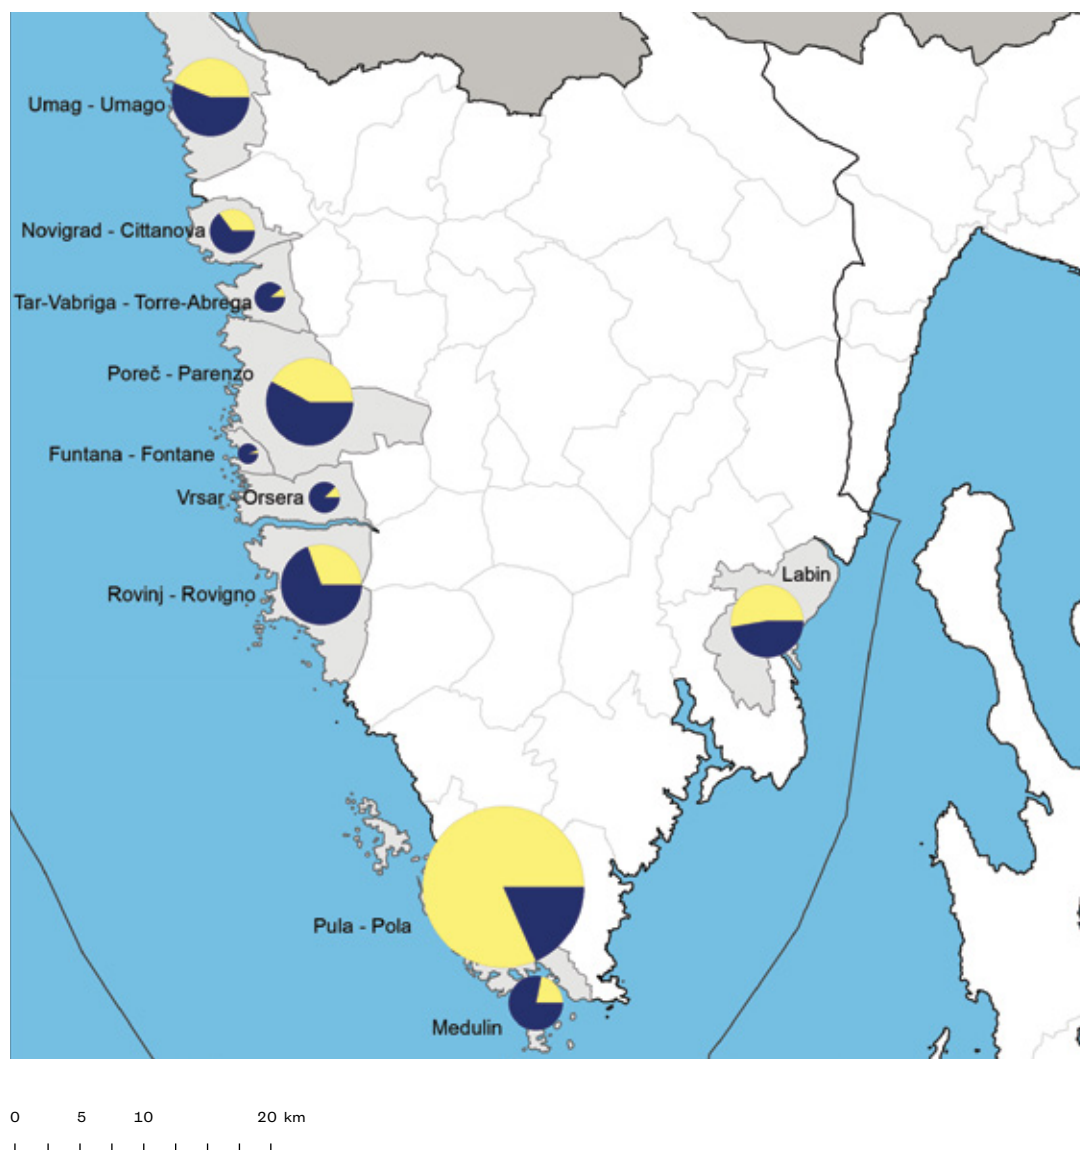 Umag - Umago
Novigrad - Cittanova
Tar-Vabriga - Torre-Abrega
Poreč - Parenzo
Funtana - Fontane
Vrsar - Orsera
Rovinj - Rovigno
Labin
Pula - Pola
Medulin
0 5 10 20 km